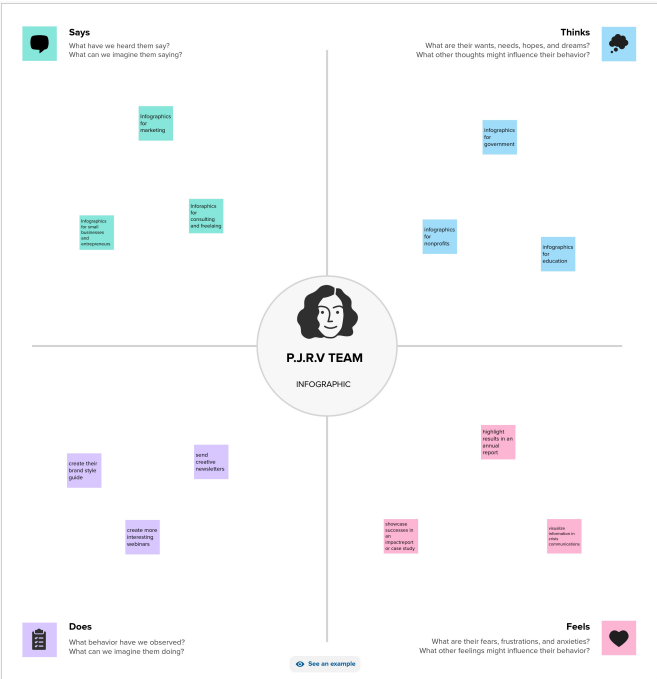 Says
What have we heard them say?
What can we imagine them saying?
Thinks
What are their wants, needs, hopes, and dreams?
What other thoughts might influence their behavior?
Infographics
for
marketing
Infographics
for small
businesses
and
entrepreneurs
Inforaphics
for
consulting
and freelaing
infographics
for
government
infographics
for
nonprofits
infographics
for
education
P.J.R.V TEAM
INFOGRAPHIC
create their
brand style
guide
send
creative
newsletters
create more
interesting
webinars
highlight
results in an
annual
report
showcase
successes in
an
impactreport
or case study
visualize
information in
crisis
communications
Does
What behavior have we observed?
What can we imagine them doing?
Feels
What are their fears, frustrations, and anxieties?
What other feelings might influence their behavior?
See an example